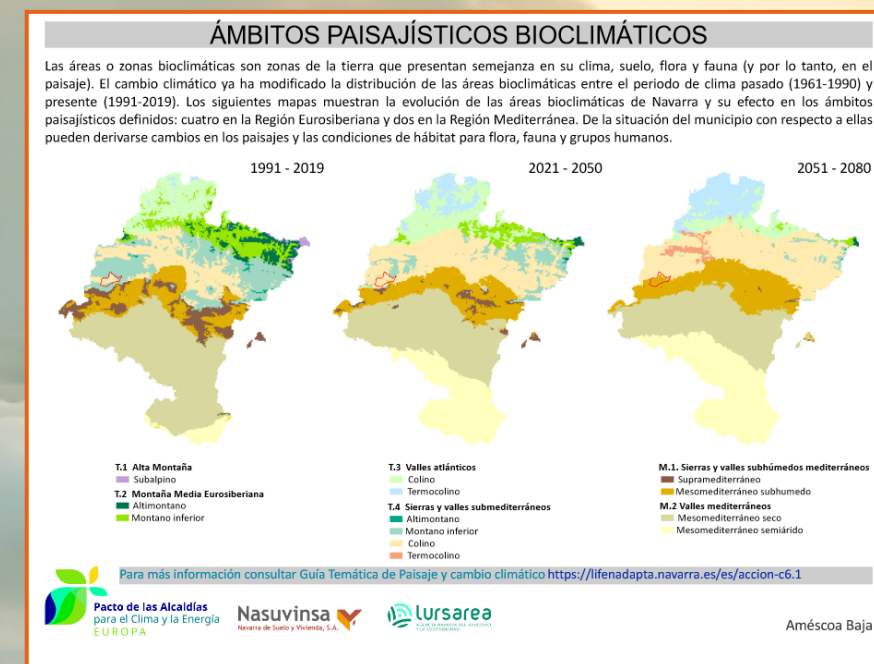 ÁMBITOS PAISAJÍSTICOS BIOCLIMÁTICOS
Las áreas o zonas bioclimáticas son zonas de la tierra que presentan semejanza en su clima, suelo, flora y fauna (y por lo tanto, en el
paisaje). El cambio climático ya ha modificado la distribución de las áreas bioclimáticas entre el periodo de clima pasado (1961-1990) y
presente (1991-2019). Los siguientes mapas muestran la evolución de las áreas bioclimáticas de Navarra y su efecto en los ámbitos
paisajísticos definidos: cuatro en la Región Eurosiberiana y dos en la Región Mediterránea. De la situación del municipio con respecto a ellas
pueden derivarse cambios en los paisajes y las condiciones de hábitat para flora, fauna y grupos humanos.
1991 - 2019
2021 - 2050
2051 - 2080
T.1 Alta Montaña
Subalpino
T.2 Montaña Media Eurosiberiana
Altimontano
Montano inferior
T.3 Valles atlánticos
Colino
Termocolino
T.4 Sierras y valles submediterráneos
Altimontano
Montano inferior
Colino
Termocolino
M.1. Sierras y valles subhúmedos mediterráneos
Supramediterráneo
Mesomediterráneo subhumedo
M.2 Valles mediterráneos
Mesomediterráneo seco
Mesomediterráneo semiárido
Para más información consultar Guía Temática de Paisaje y cambio climático https://lifenadapta.navarra.es/es/accion-c6.1
Pacto de las Alcaldías
para el Clima y la Energía
EUROPA
Nasuvinsa
Navarra de Suelo y Vivienda, S.A.
lursarea
Améscoa Baja